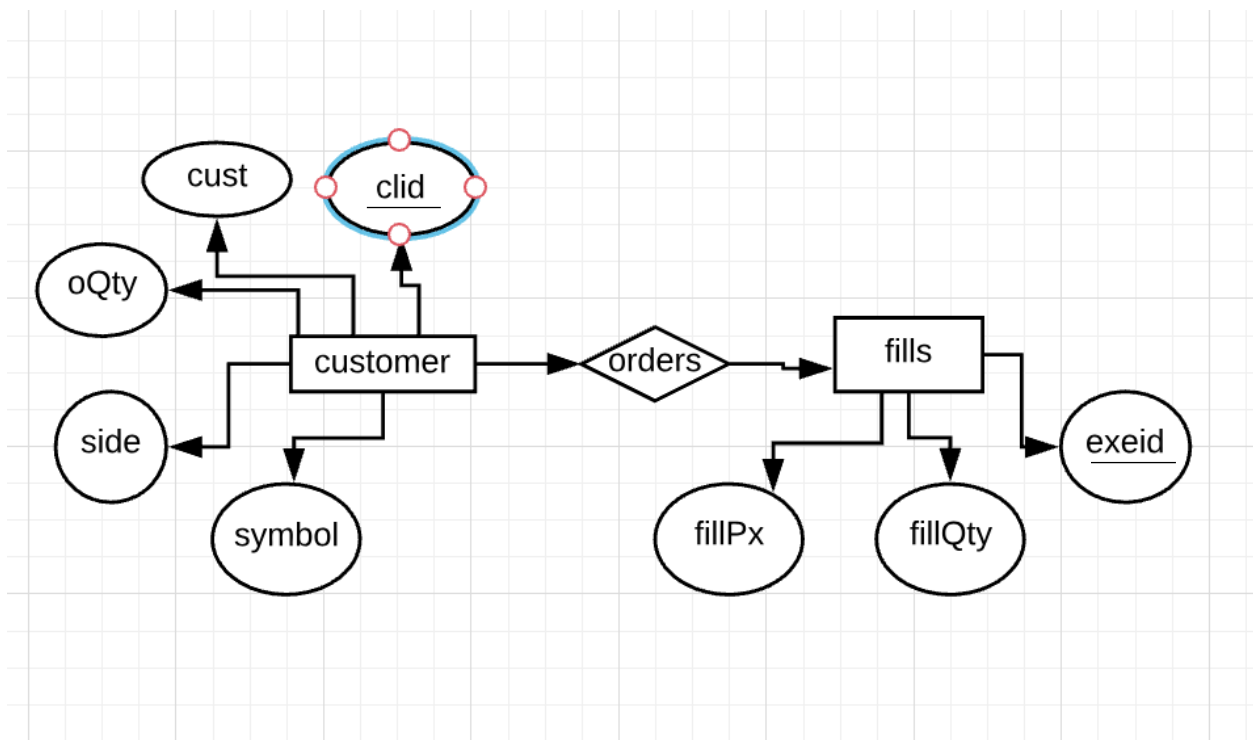 cust
clid
oQty
customer
orders
fills
side
exeid
symbol
fillPx
fillQty